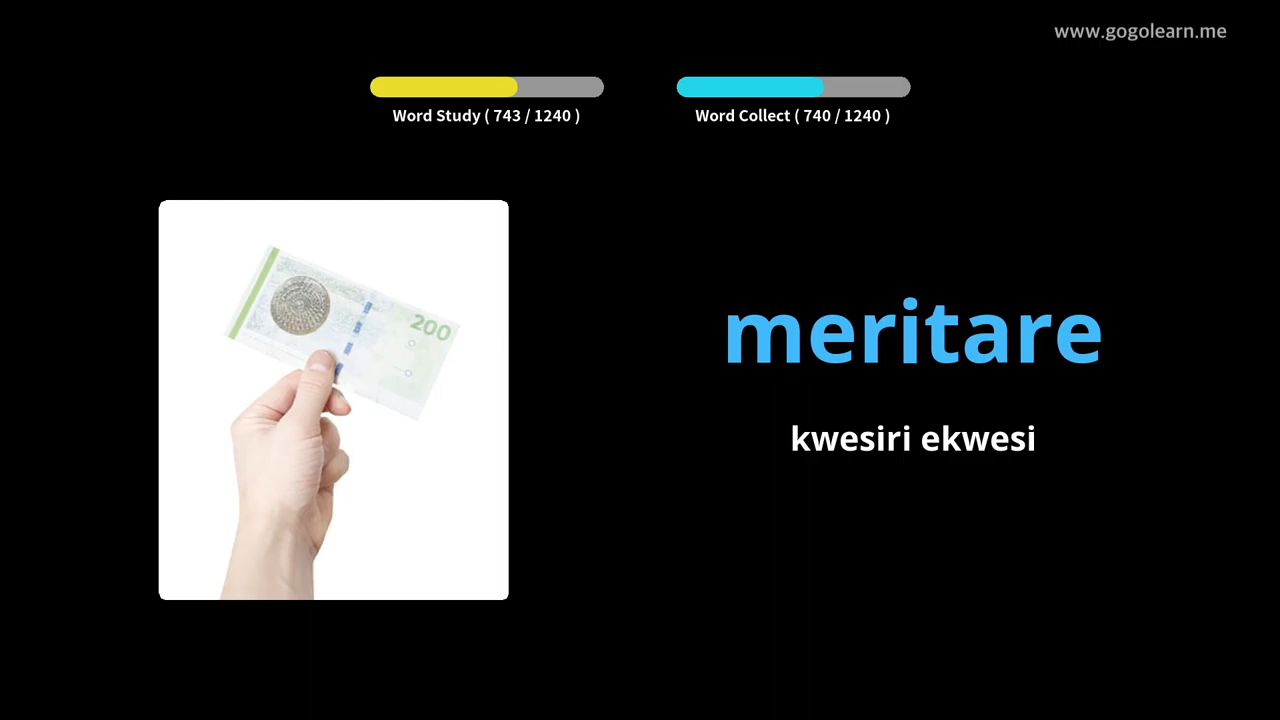 www.gogolearn.me
Word Study ( 743 / 1240 )
Word Collect ( 740 / 1240 )
200
meritare
kwesiri ekwesi